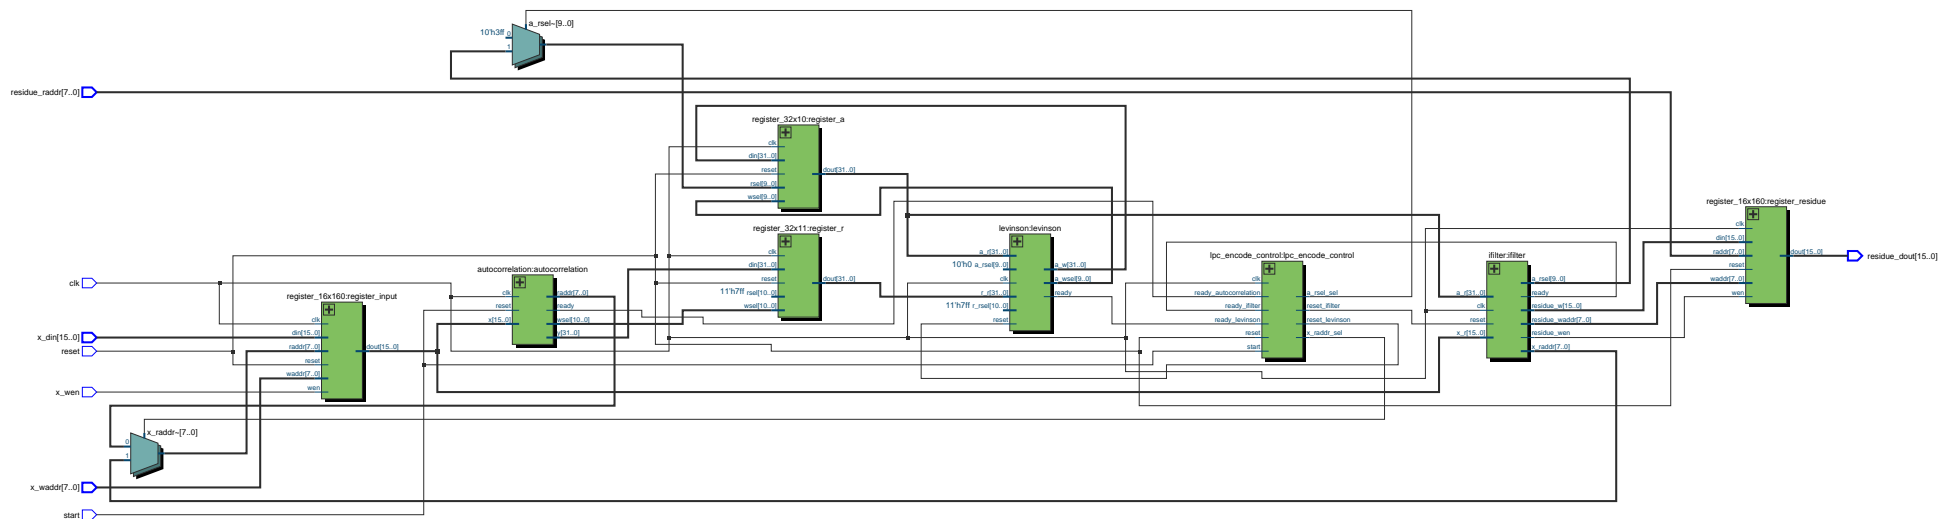 a_rsel~[9..0]
10'h3ff
0
1
residue_raddr[7..0]
register_32x10:register_a
clk
din[31..0]
reset
rsel[9..0]
wsel[9..0]
dout[31..0]
register_32x11:register_r
clk
din[31..0]
reset
11'h7ff rsel[10..0]
wsel[10..0]
dout[31..0]
levinson:levinson
a_r[31..0]
10'h0 a_rsel[9..0]
clk
r_r[31..0]
11'h7ff r_rsel[10..0]
reset
a_w[31..0]
a_wsel[9..0]
ready
lpc_encode_control:lpc_encode_control
clk
ready_autocorrelation
ready_ifilter
ready_levinson
reset
start
a_rsel_sel
reset_ifilter
reset_levinson
x_raddr_sel
ifilter:ifilter
a_r[31..0]
clk
reset
x_r[15..0]
a_rsel[9..0]
ready
residue_w[15..0]
residue_waddr[7..0]
residue_wen
x_raddr[7..0]
register_16x160:register_residue
clk
din[15..0]
raddr[7..0]
reset
waddr[7..0]
wen
dout[15..0]
residue_dout[15..0]
autocorrelation:autocorrelation
clk
reset
x[15..0]
raddr[7..0]
ready
wsel[10..0]
y[31..0]
clk
register_16x160:register_input
clk
din[15..0]
raddr[7..0]
reset
waddr[7..0]
wen
dout[15..0]
x_din[15..0]
reset
x_wen
x_raddr~[7..0]
0
1
x_waddr[7..0]
start